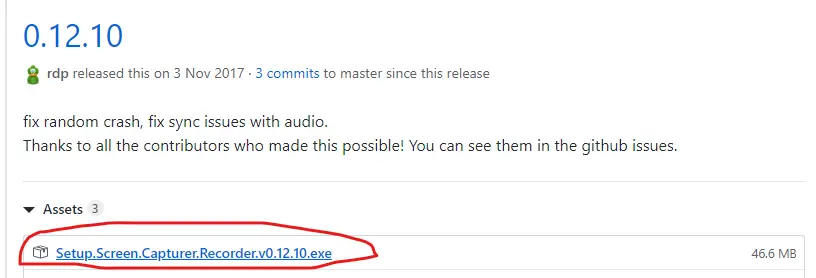 0.12.10
rdp released this on 3 Nov 2017 · 3 commits to master since this release
fix random crash, fix sync issues with audio.
Thanks to all the contributors who made this possible! You can see them in the github issues.
Assets 3
Setup.Screen.Capturer.Recorder.v0.12.10.exe 46.6 MB